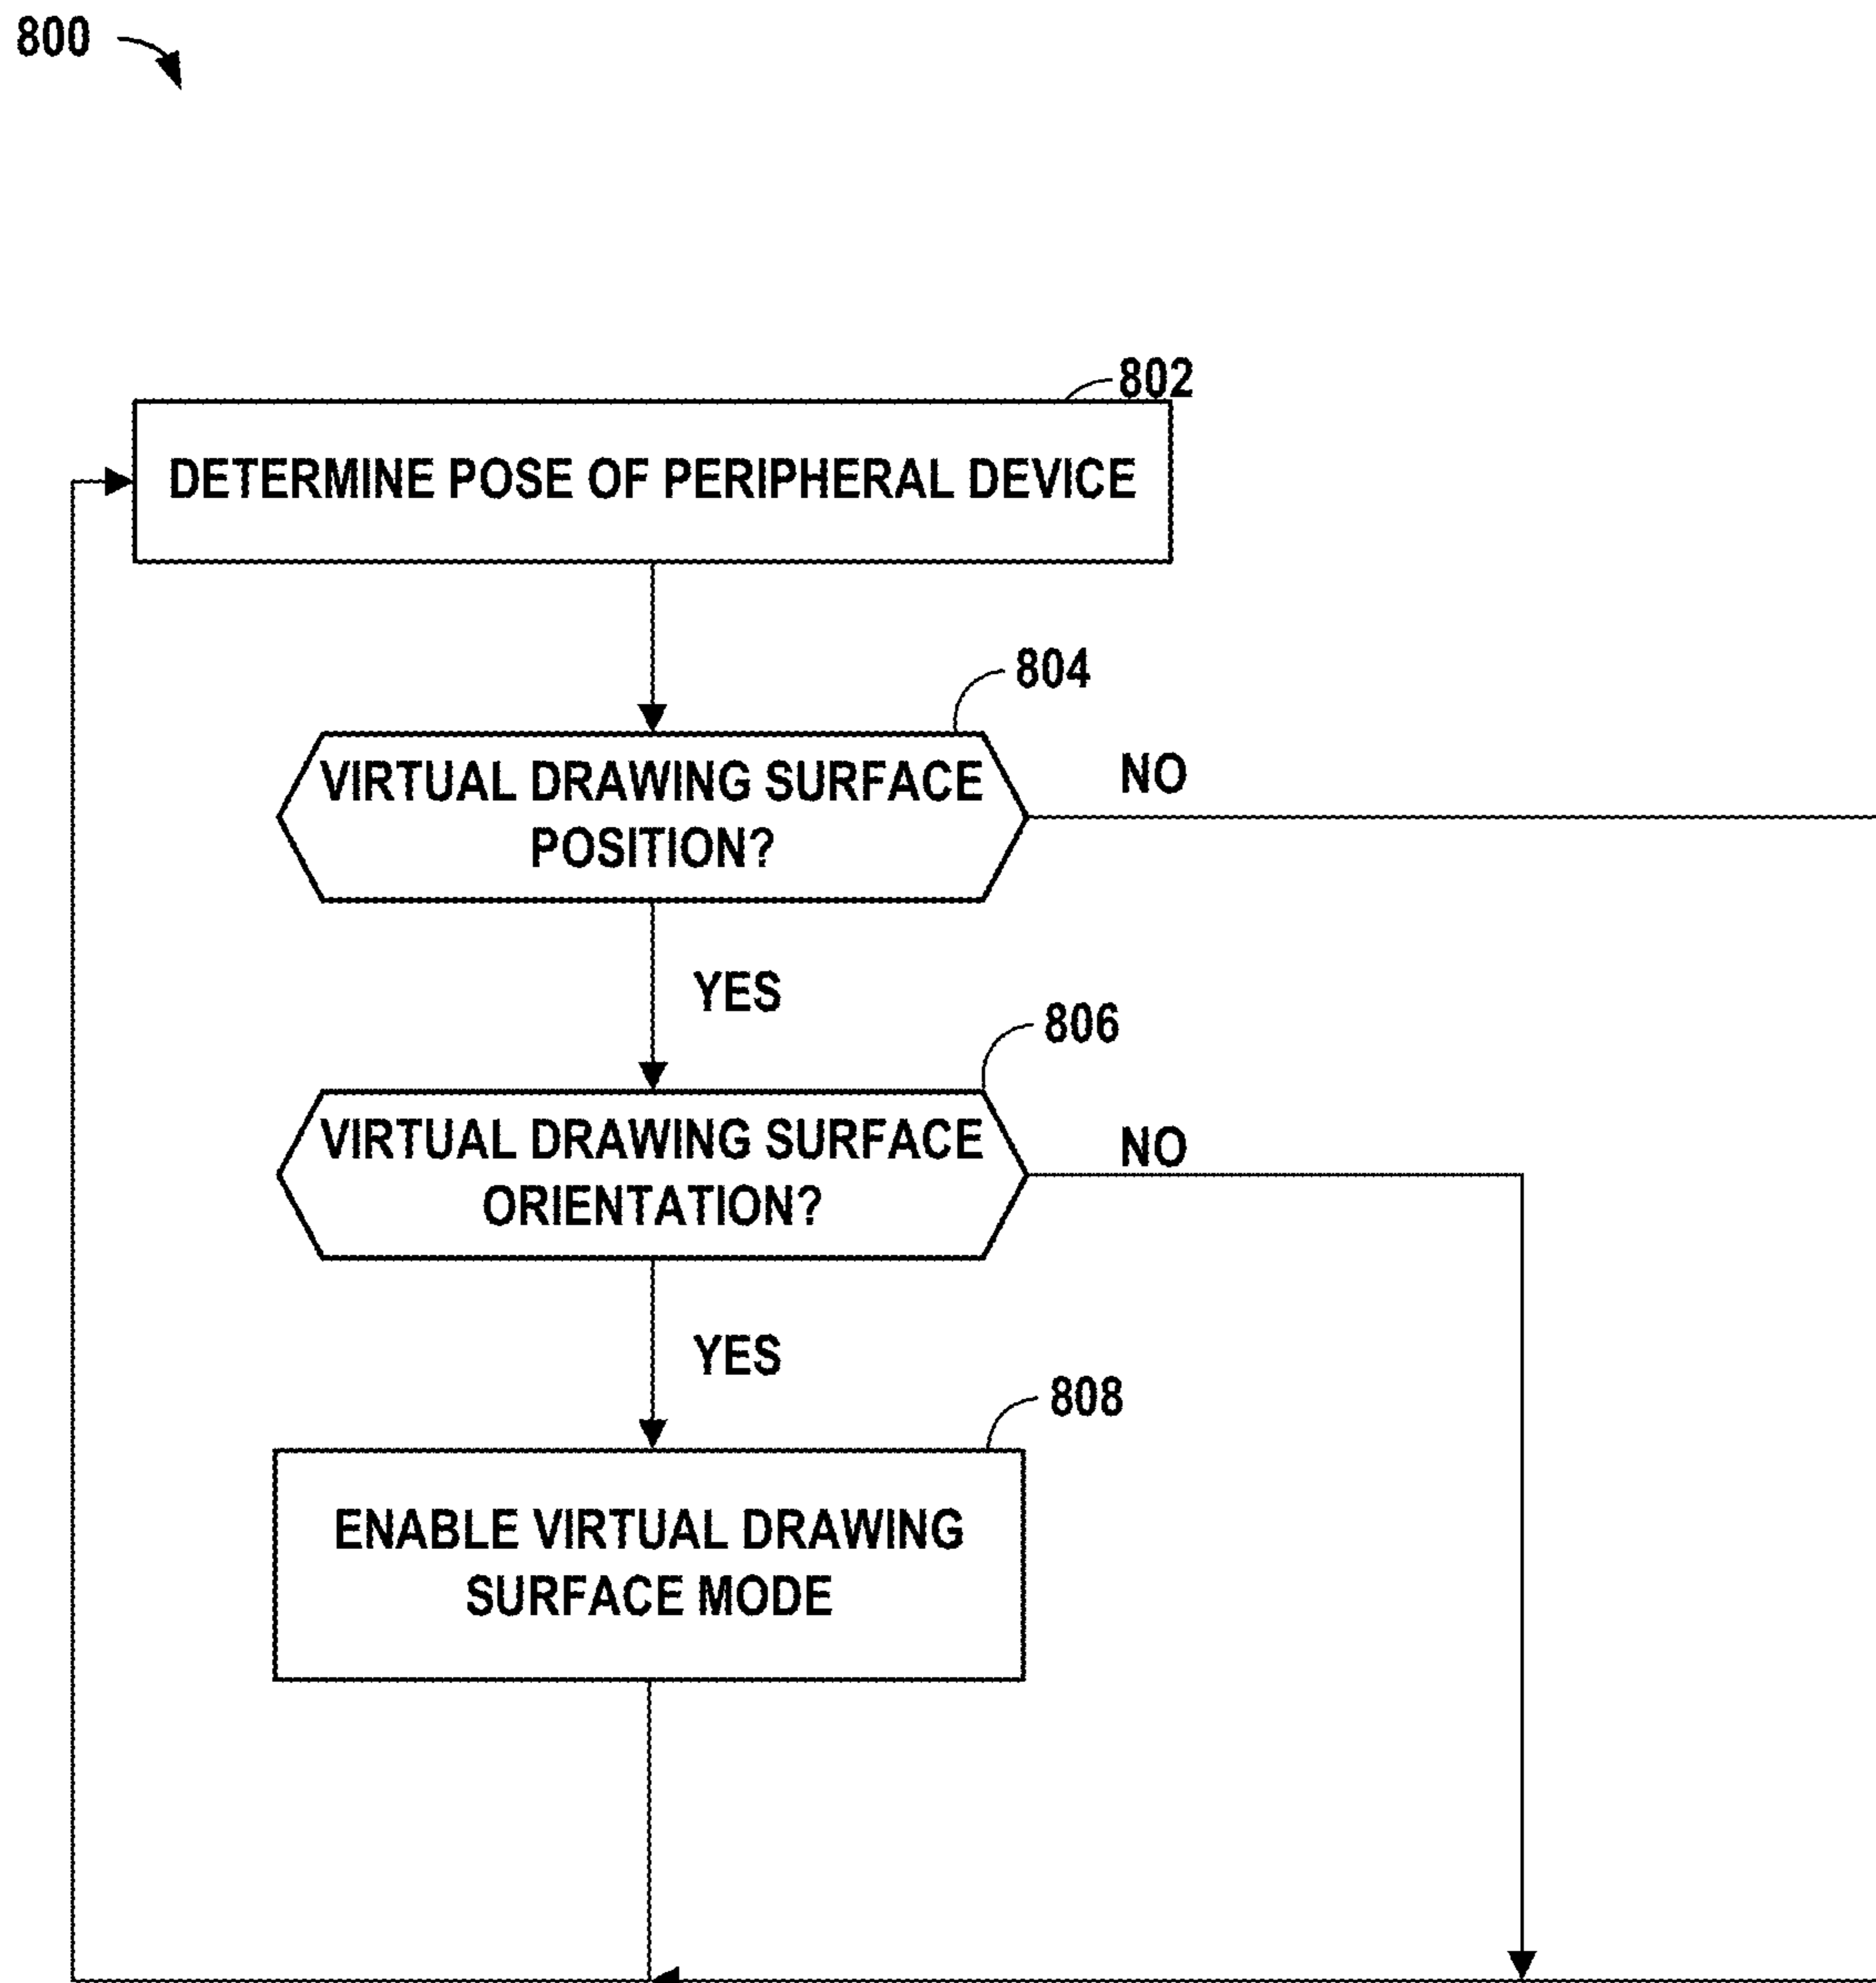 800
802
DETERMINE POSE OF PERIPHERAL DEVICE
804
VIRTUAL DRAWING SURFACE
POSITION?
NO
YES
806
VIRTUAL DRAWING SURFACE
ORIENTATION?
NO
YES
808
ENABLE VIRTUAL DRAWING
SURFACE MODE